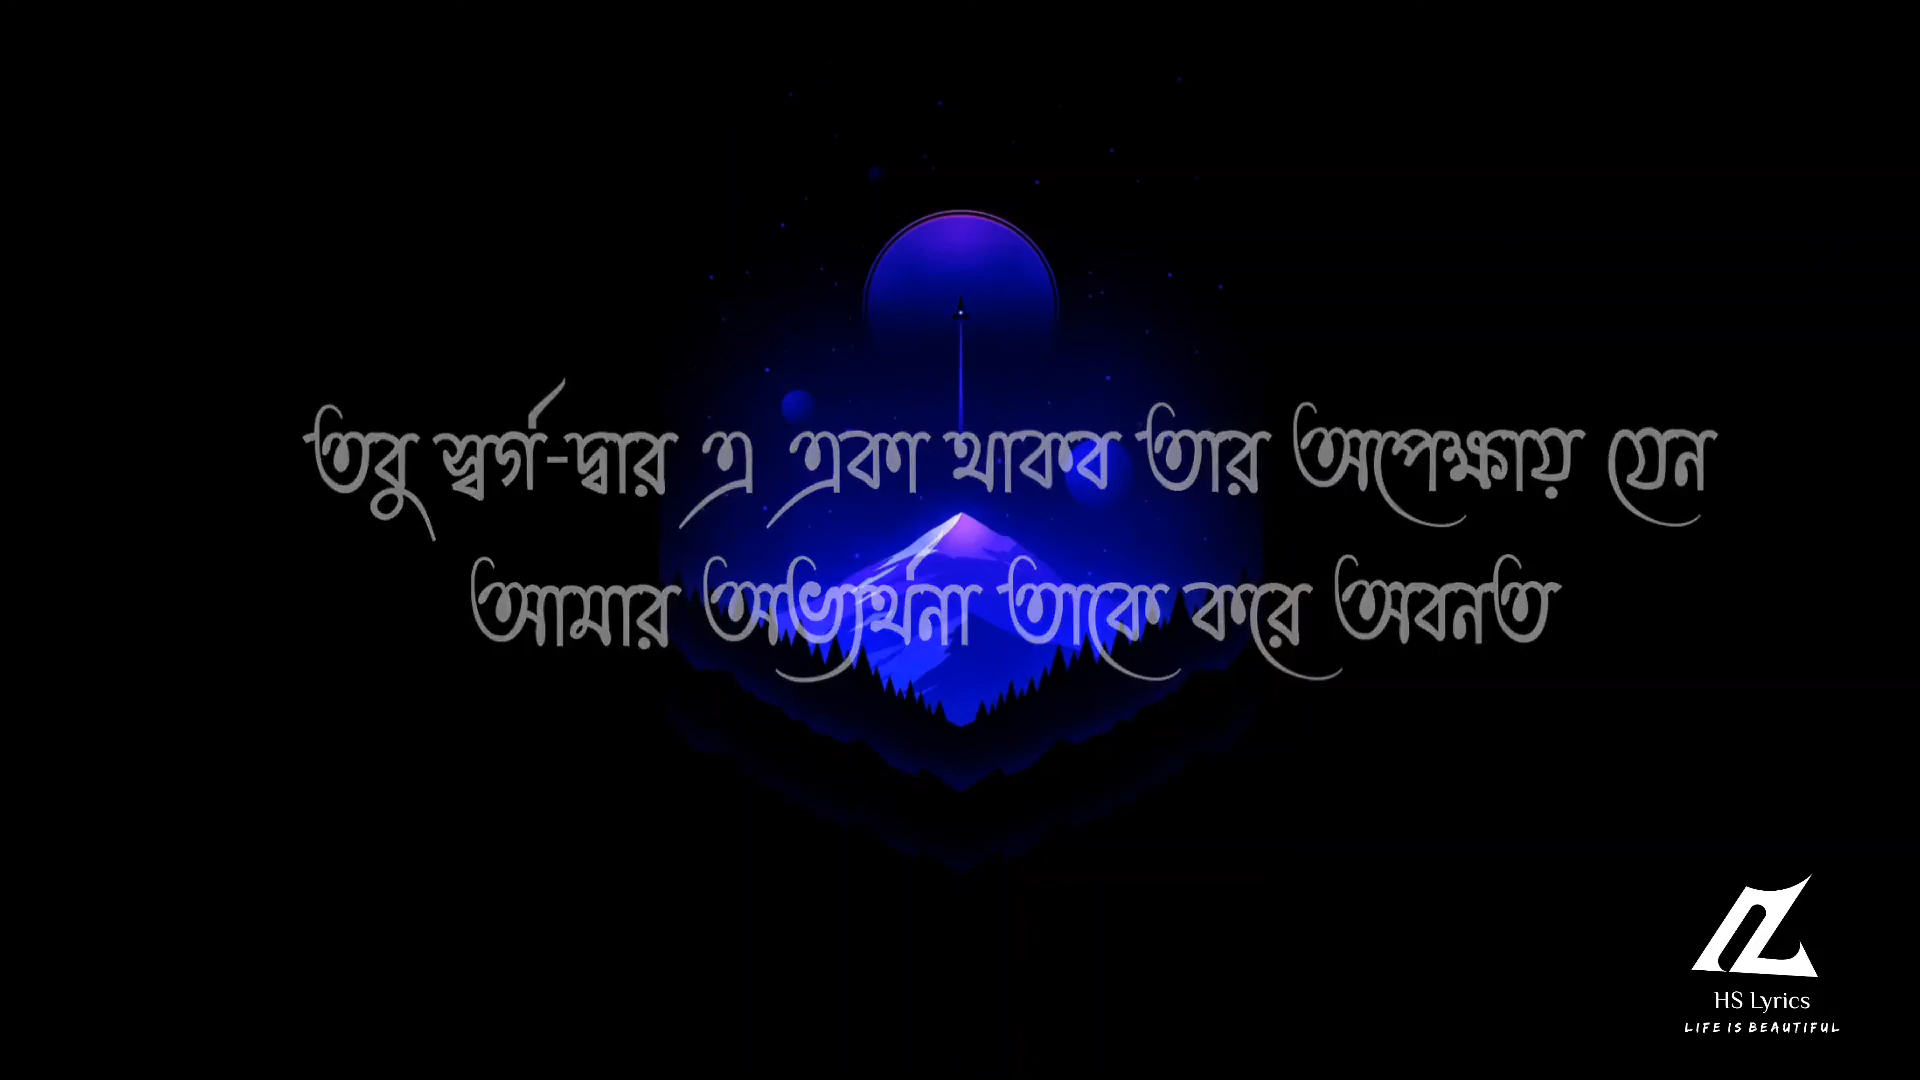 তবু স্বর্গ-দ্বার এ একা থাকব তার অপেক্ষায় যেন
আমার অভ্যর্থনা তাকে করে অবনত
HS Lyrics
LIFE IS BEAUTIFUL